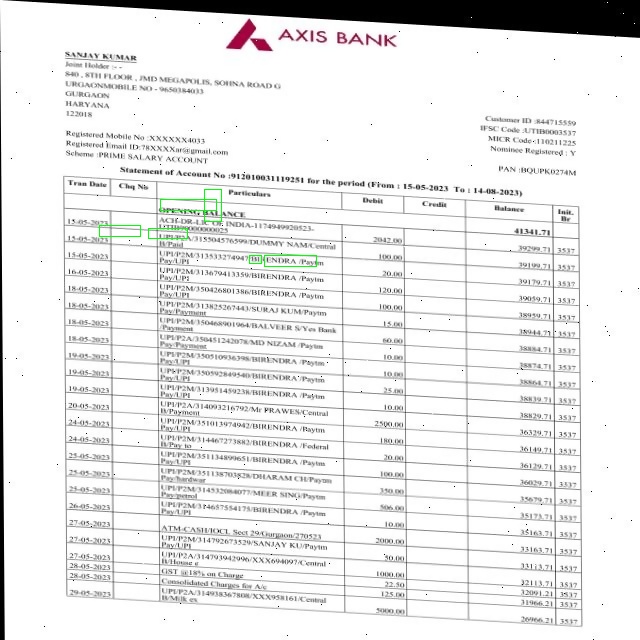 AXIS BANK
SANJAY KUMAR
Joint Holder :- -
840 , 8TH FLOOR , JMD MEGAPOLIS, SOHNA ROAD G
URGAONMOBILE NO - 9650384033
GURGAON
HARYANA
122018
Customer ID :844715559
IFSC Code :UTIB0003537
MICR Code :110211225
Nominee Registered : Y
Registered Mobile No :XXXXXX4033
Registered Email ID:78XXXXar@gmail.com
Scheme :PRIME SALARY ACCOUNT
PAN :BQUPK0274M
Statement of Account No :912010031119251 for the period (From : 15-05-2023 To : 14-08-2023)
Tran Date Chq No Particulars Debit Credit Balance Init. Br
OPENING BALANCE 41341.71
15-05-2023 ACH-DR-LIC OF INDIA-1174949920523- 2042.00 39299.71 3537
15-05-2023 UPI/P2A/315504576599/DUMMY NAM/Central B/Paid 100.00 39199.71 3537
15-05-2023 UPI/P2M/313533274947/BIRENDRA /Paytm Pay/UPI 20.00 39179.71 3537
16-05-2023 UPI/P2M/313679413359/BIRENDRA /Paytm Pay/UPI 120.00 39059.71 3537
18-05-2023 UPI/P2M/350426801386/BIRENDRA /Paytm Pay/UPI 100.00 38959.71 3537
18-05-2023 UPI/P2M/313825267443/SURAJ KUM/Paytm Pay/Payment 15.00 38944.71 3537
18-05-2023 UPI/P2M/350468901964/BALVEER S/Yes Bank /Payment 60.00 38884.71 3537
18-05-2023 UPI/P2A/350451242078/MD NIZAM /Paytm Pay/Payment 10.00 38874.71 3537
19-05-2023 UPI/P2M/350510936398/BIRENDRA /Paytm Pay/UPI 10.00 38864.71 3537
19-05-2023 UPI/P2M/350592849540/BIRENDRA /Paytm Pay/UPI 25.00 38839.71 3537
19-05-2023 UPI/P2M/313951459238/BIRENDRA /Paytm Pay/UPI 10.00 38829.71 3537
20-05-2023 UPI/P2A/314093216792/Mr PRAWES/Central B/Payment 2500.00 36329.71 3537
24-05-2023 UPI/P2M/351013974942/BIRENDRA /Paytm Pay/UPI 180.00 36149.71 3537
24-05-2023 UPI/P2M/314467273882/BIRENDRA /Federal B/Pay to 20.00 36129.71 3537
25-05-2023 UPI/P2M/351134899651/BIRENDRA /Paytm Pay/UPI 100.00 36029.71 3537
25-05-2023 UPI/P2M/351138703528/DHARAM CH/Paytm Pay/hardwar 350.00 35679.71 3537
25-05-2023 UPI/P2M/314532084077/MEER SING/Paytm Pay/petrol 506.00 35173.71 3537
26-05-2023 UPI/P2M/314657554175/BIRENDRA /Paytm Pay/UPI 10.00 35163.71 3537
27-05-2023 ATM-CASH/IOCL Sect 29/Gurgaon/270523 2000.00 33163.71 3537
27-05-2023 UPI/P2M/314792673529/SANJAY KU/Paytm Pay/UPI 50.00 33113.71 3537
27-05-2023 UPI/P2A/314793942996/XXX694097/Central B/House e 1000.00 32113.71 3537
28-05-2023 GST @18% on Charge 22.50 32091.21 3537
28-05-2023 Consolidated Charges for A/c 125.00 31966.21 3537
29-05-2023 UPI/P2A/314938367808/XXX958161/Central B/Milk ex 5000.00 26966.21 3537